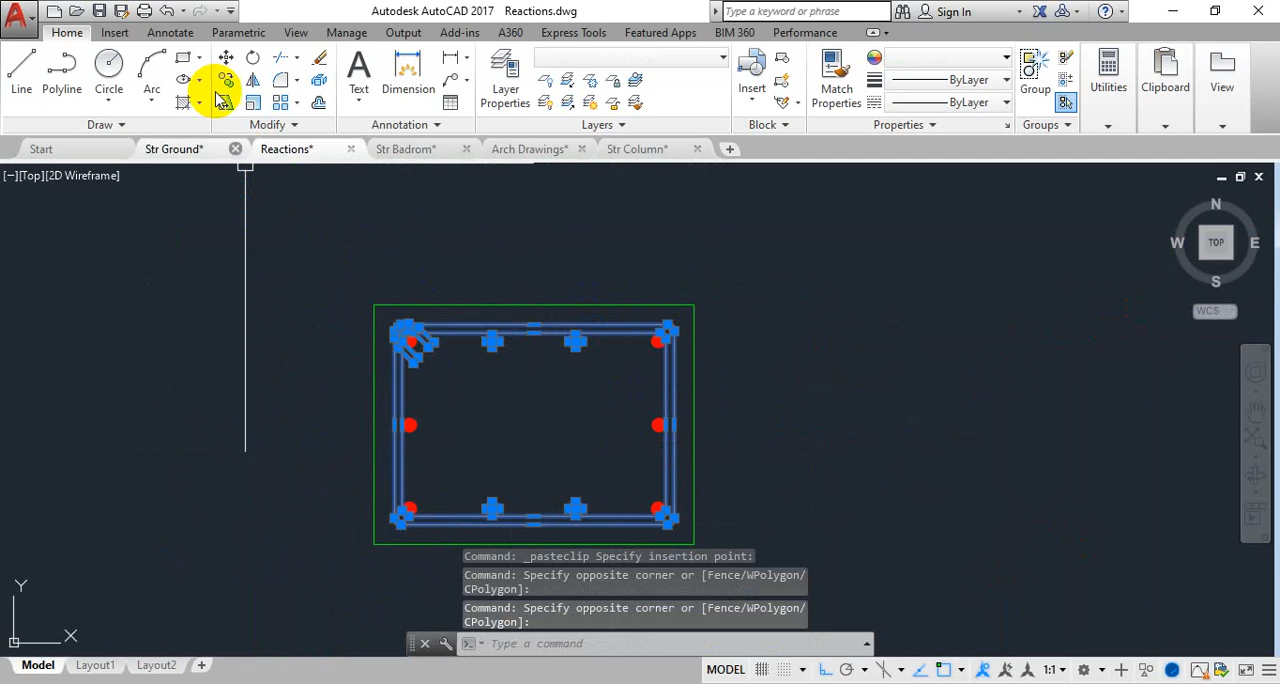 Autodesk AutoCAD 2017 Reactions.dwg
Type a keyword or phrase
Sign In
Home Insert Annotate Parametric View Manage Output Add-ins A360 Express Tools Featured Apps BIM 360 Performance
Line
Polyline
Circle
Arc
Text
Dimension
Layer
Properties
Insert
Match
Properties
ByLayer
ByLayer
Group
Utilities
Clipboard
View
Draw
Modify
Annotation
Layers
Block
Properties
Groups
Start
Str Ground*
Reactions*
Str Badrom*
Arch Drawings*
Str Column*
[−][Top][2D Wireframe]
N
W TOP E
S
WCS
Command: _pasteclip Specify insertion point:
Command: Specify opposite corner or [Fence/WPolygon/
CPolygon]:
Command: Specify opposite corner or [Fence/WPolygon/
CPolygon]:
Type a command
Y
X
Model Layout1 Layout2
MODEL
1:1